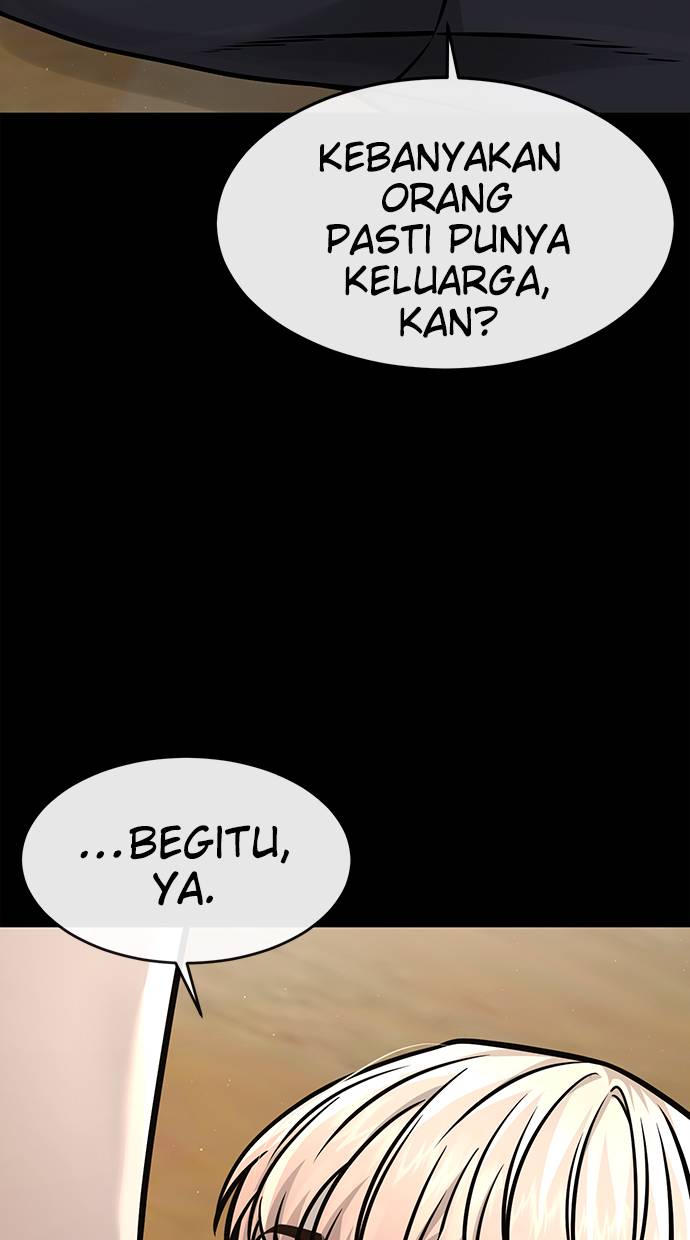 KEBANYAKAN
ORANG
PASTI PUNYA
KELUARGA,
KAN?
...BEGITU,
YA.